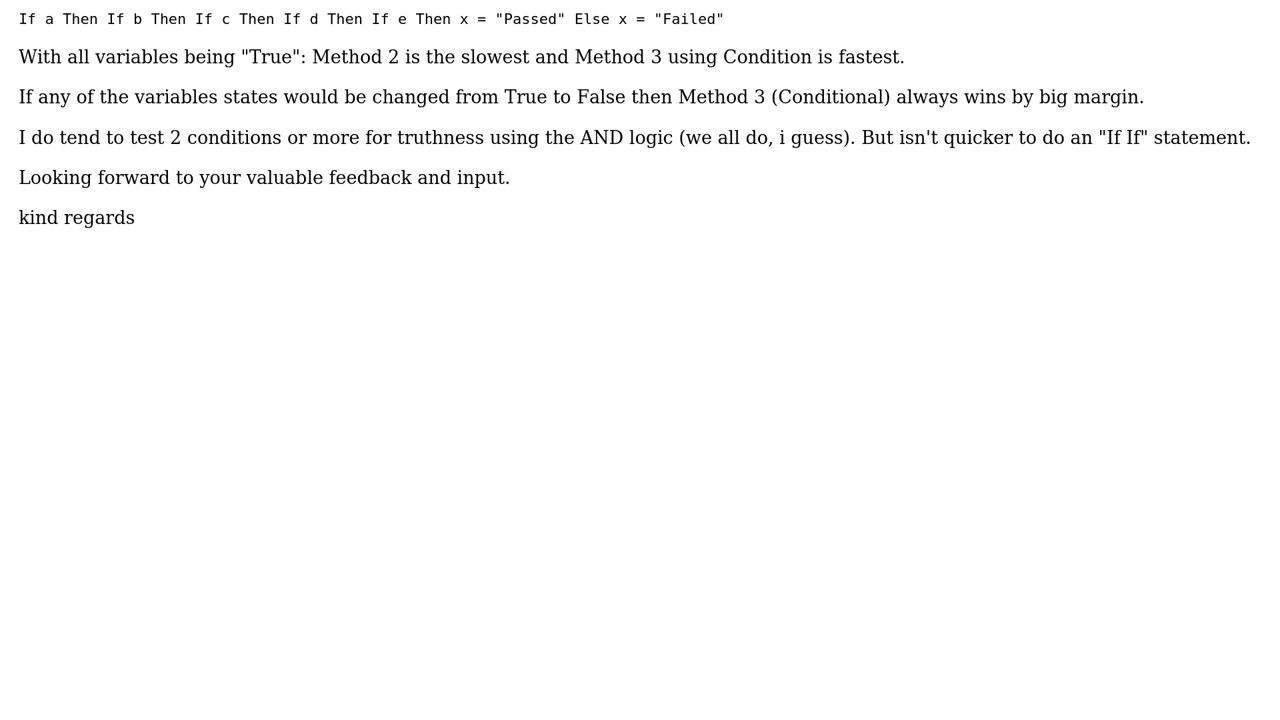 If a Then If b Then If c Then If d Then If e Then x = "Passed" Else x = "Failed"
With all variables being "True": Method 2 is the slowest and Method 3 using Condition is fastest.
If any of the variables states would be changed from True to False then Method 3 (Conditional) always wins by big margin.
I do tend to test 2 conditions or more for truthness using the AND logic (we all do, i guess). But isn't quicker to do an "If If" statement.
Looking forward to your valuable feedback and input.
kind regards